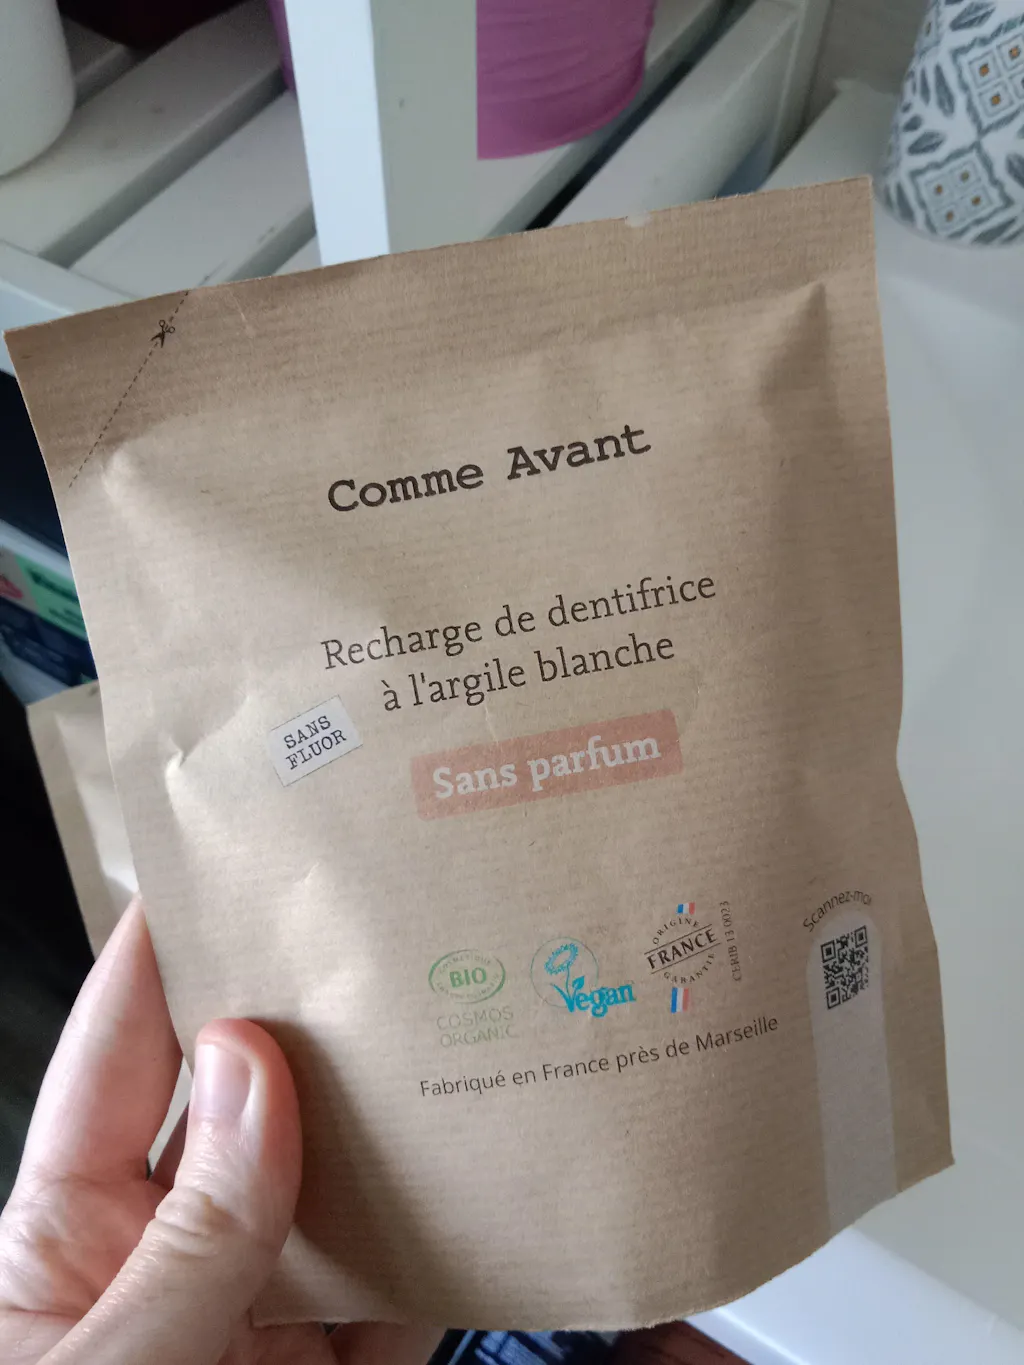 Comme Avant
Recharge de dentifrice
à l'argile blanche
SANS
FLUOR
Sans parfum
BIO
COSMOS
ORGANIC
Vegan
ORIGINE
FRANCE
GARANTIE
Scannez-moi
Fabriqué en France près de Marseille